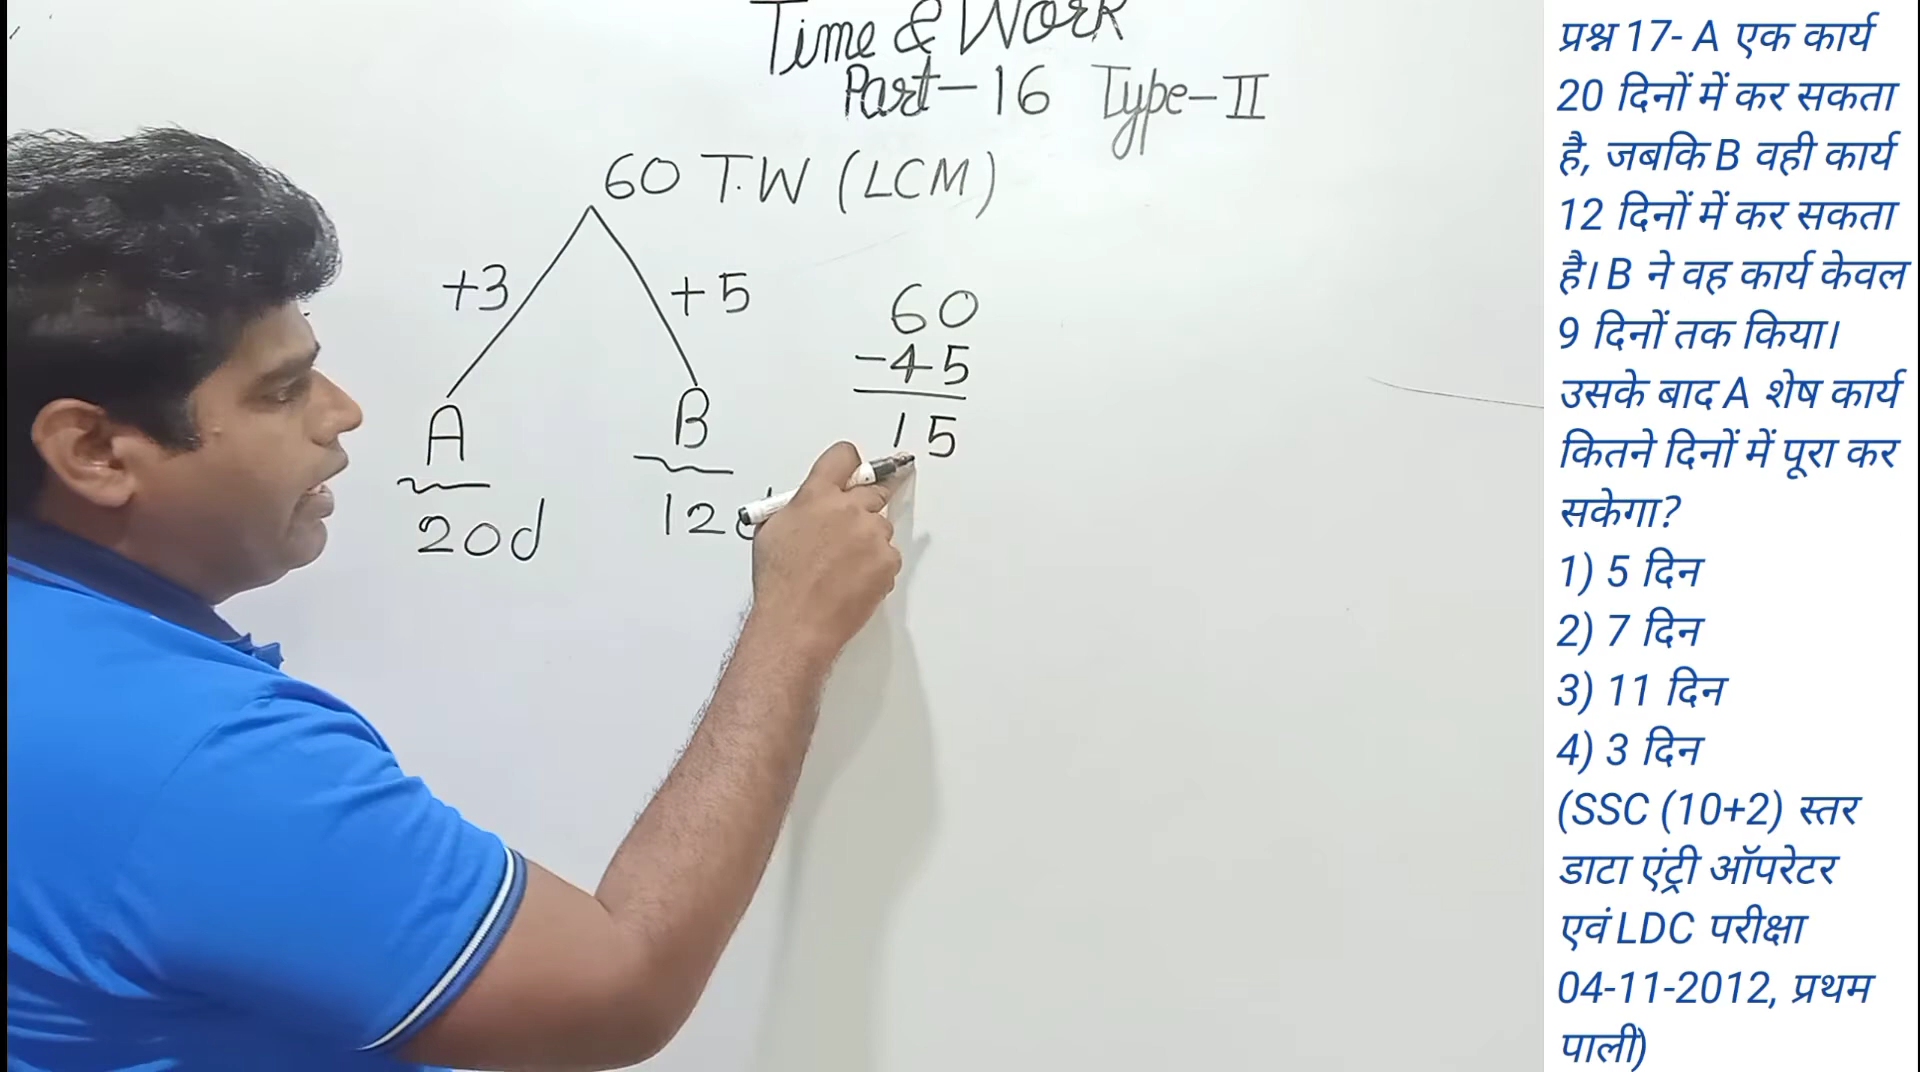 Time & Work
Part-16 Type-II
60 T.W (LCM)
+3
+5
60
-45
15
A
B
20d
12
प्रश्न 17- A एक कार्य
20 दिनों में कर सकता
है, जबकि B वही कार्य
12 दिनों में कर सकता
है। B ने वह कार्य केवल
9 दिनों तक किया।
उसके बाद A शेष कार्य
कितने दिनों में पूरा कर
सकेगा?
1) 5 दिन
2) 7 दिन
3) 11 दिन
4) 3 दिन
(SSC (10+2) स्तर
डाटा एंट्री ऑपरेटर
एवं LDC परीक्षा
04-11-2012, प्रथम
पाली)